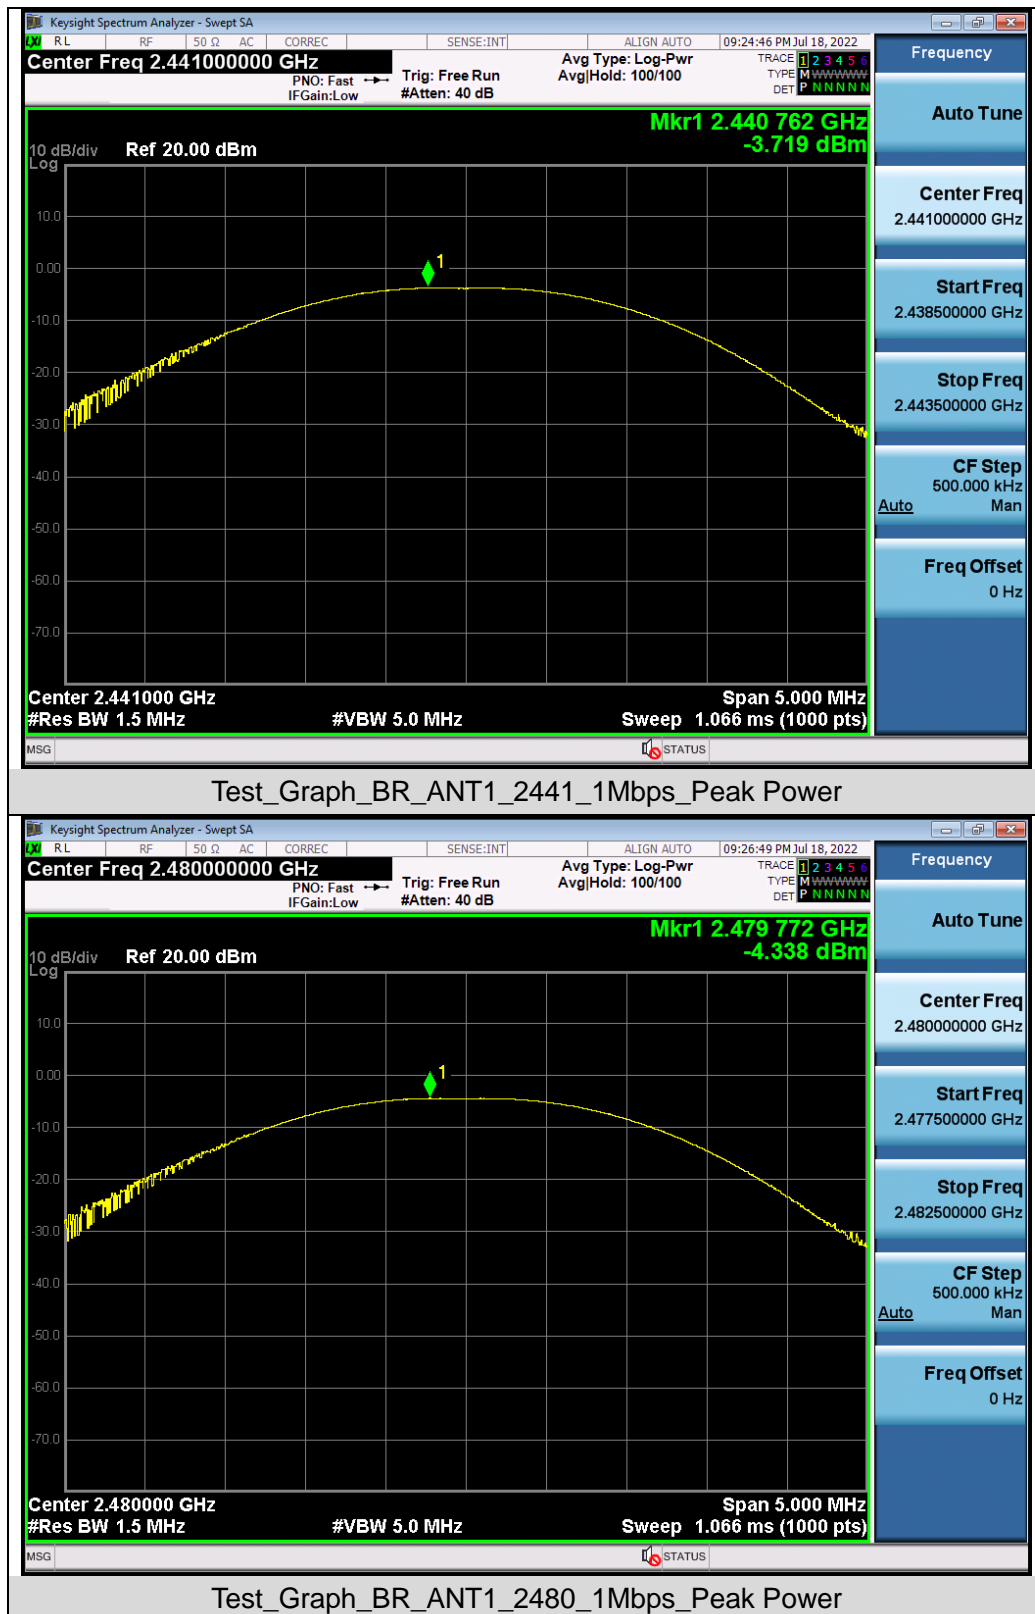 Keysight Spectrum Analyzer - Swept SA
LXI RL RF 50 Ω AC CORREC SENSE:INT ALIGN AUTO 09:24:46 PM Jul 18, 2022
Center Freq 2.441000000 GHz
PNO: Fast
IFGain:Low
Trig: Free Run
#Atten: 40 dB
Avg Type: Log-Pwr
Avg|Hold: 100/100
TRACE 1 2 3 4 5 6
TYPE M WWWWW
DET P N N N N N
Mkr1 2.440 762 GHz
-3.719 dBm
10 dB/div Ref 20.00 dBm
Log
10.0
1
0.00
-10.0
-20.0
-30.0
-40.0
-50.0
-60.0
-70.0
Center 2.441000 GHz Span 5.000 MHz
#Res BW 1.5 MHz #VBW 5.0 MHz Sweep 1.066 ms (1000 pts)
MSG STATUS
Frequency
Auto Tune
Center Freq
2.441000000 GHz
Start Freq
2.438500000 GHz
Stop Freq
2.443500000 GHz
CF Step
500.000 kHz
Auto Man
Freq Offset
0 Hz
Test_Graph_BR_ANT1_2441_1Mbps_Peak Power
Keysight Spectrum Analyzer - Swept SA
LXI RL RF 50 Ω AC CORREC SENSE:INT ALIGN AUTO 09:26:49 PM Jul 18, 2022
Center Freq 2.480000000 GHz
PNO: Fast
IFGain:Low
Trig: Free Run
#Atten: 40 dB
Avg Type: Log-Pwr
Avg|Hold: 100/100
TRACE 1 2 3 4 5 6
TYPE M WWWWW
DET P N N N N N
Mkr1 2.479 772 GHz
-4.338 dBm
10 dB/div Ref 20.00 dBm
Log
10.0
1
0.00
-10.0
-20.0
-30.0
-40.0
-50.0
-60.0
-70.0
Center 2.480000 GHz Span 5.000 MHz
#Res BW 1.5 MHz #VBW 5.0 MHz Sweep 1.066 ms (1000 pts)
MSG STATUS
Frequency
Auto Tune
Center Freq
2.480000000 GHz
Start Freq
2.477500000 GHz
Stop Freq
2.482500000 GHz
CF Step
500.000 kHz
Auto Man
Freq Offset
0 Hz
Test_Graph_BR_ANT1_2480_1Mbps_Peak Power